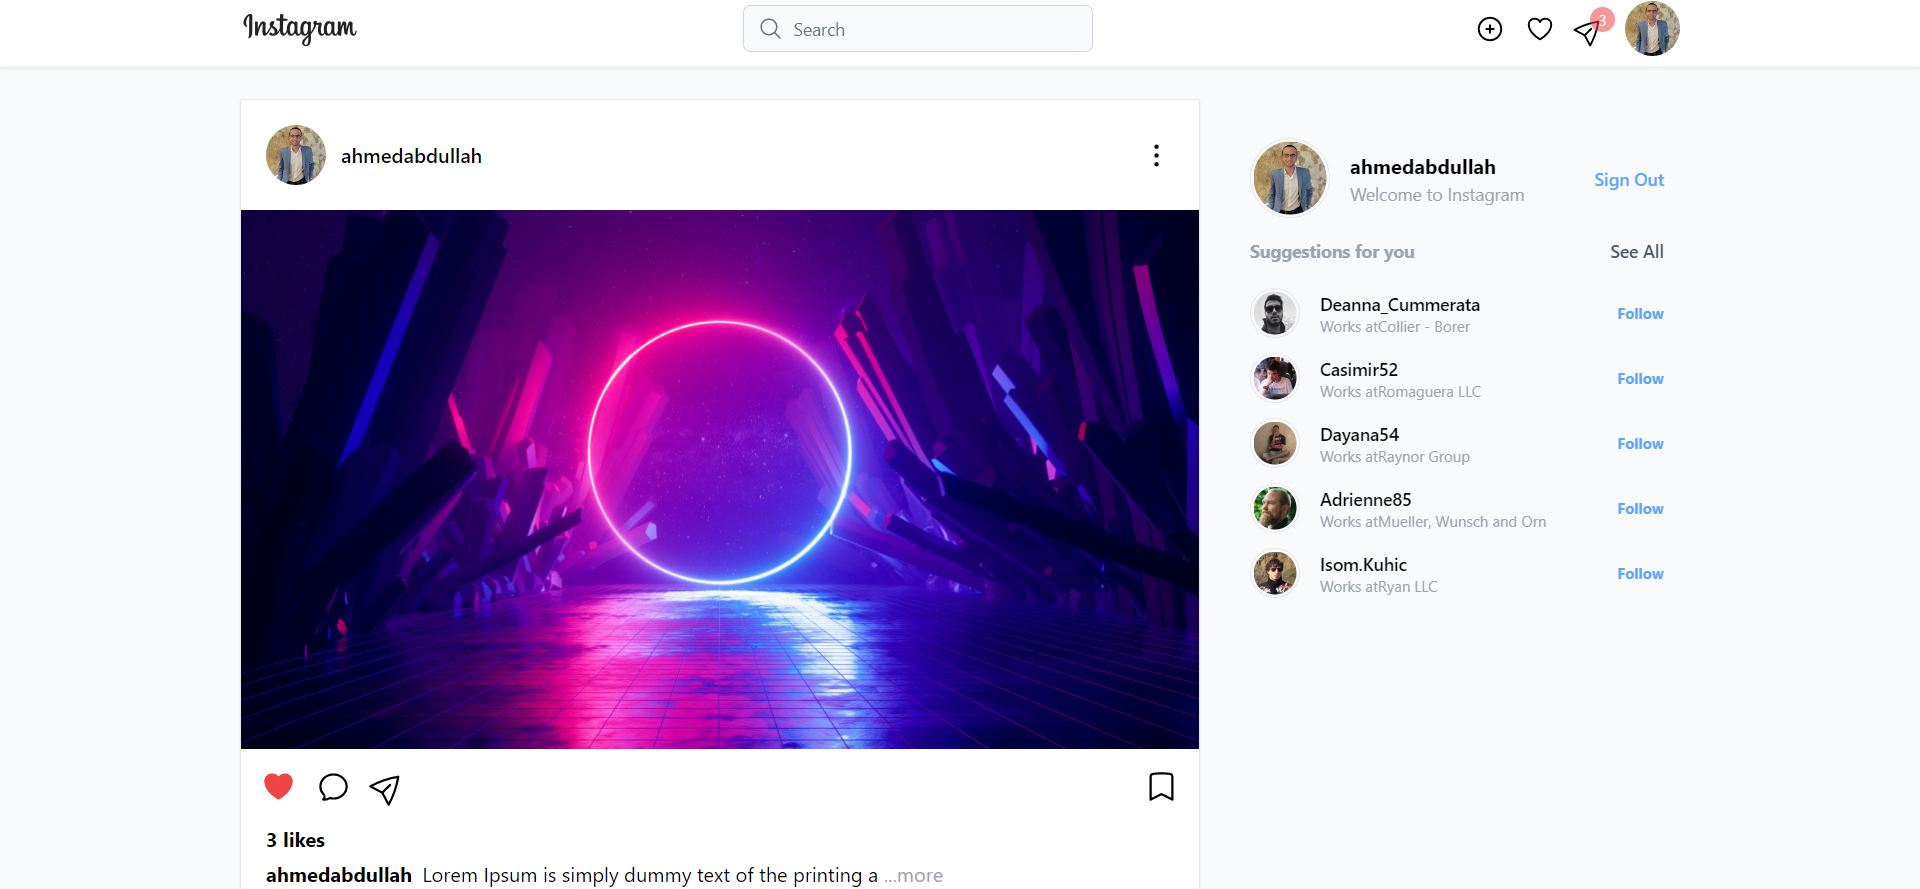 Instagram
Search
3
ahmedabdullah
ahmedabdullah
Welcome to Instagram
Sign Out
Suggestions for you
See All
Deanna_Cummerata
Works atCollier - Borer
Follow
Casimir52
Works atRomaguera LLC
Follow
Dayana54
Works atRaynor Group
Follow
Adrienne85
Works atMueller, Wunsch and Orn
Follow
Isom.Kuhic
Works atRyan LLC
Follow
3 likes
ahmedabdullah Lorem Ipsum is simply dummy text of the printing a ...more